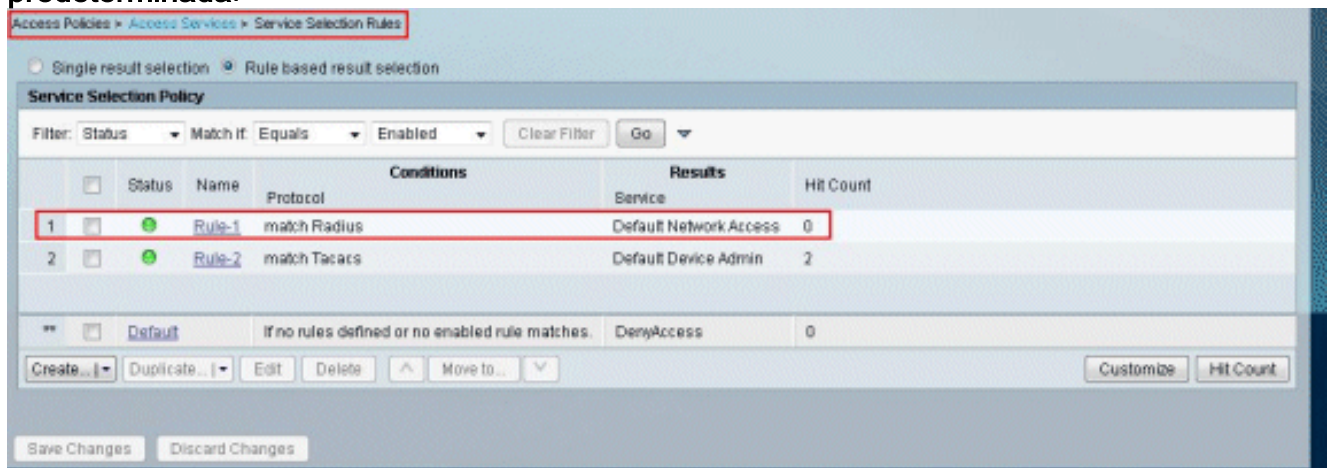 predeterminada:
Access Policies > Access Services > Service Selection Rules
Single result selection Rule based result selection
Service Selection Policy
Filter: Status Match if: Equals Enabled Clear Filter Go
Conditions Results
Status Name Protocol Service Hit Count
1 Rule-1 match Radius Default Network Access 0
2 Rule-2 match Tacacs Default Device Admin 2
** Default If no rules defined or no enabled rule matches. DenyAccess 0
Create... Duplicate... Edit Delete Move to... Customize Hit Count
Save Changes Discard Changes